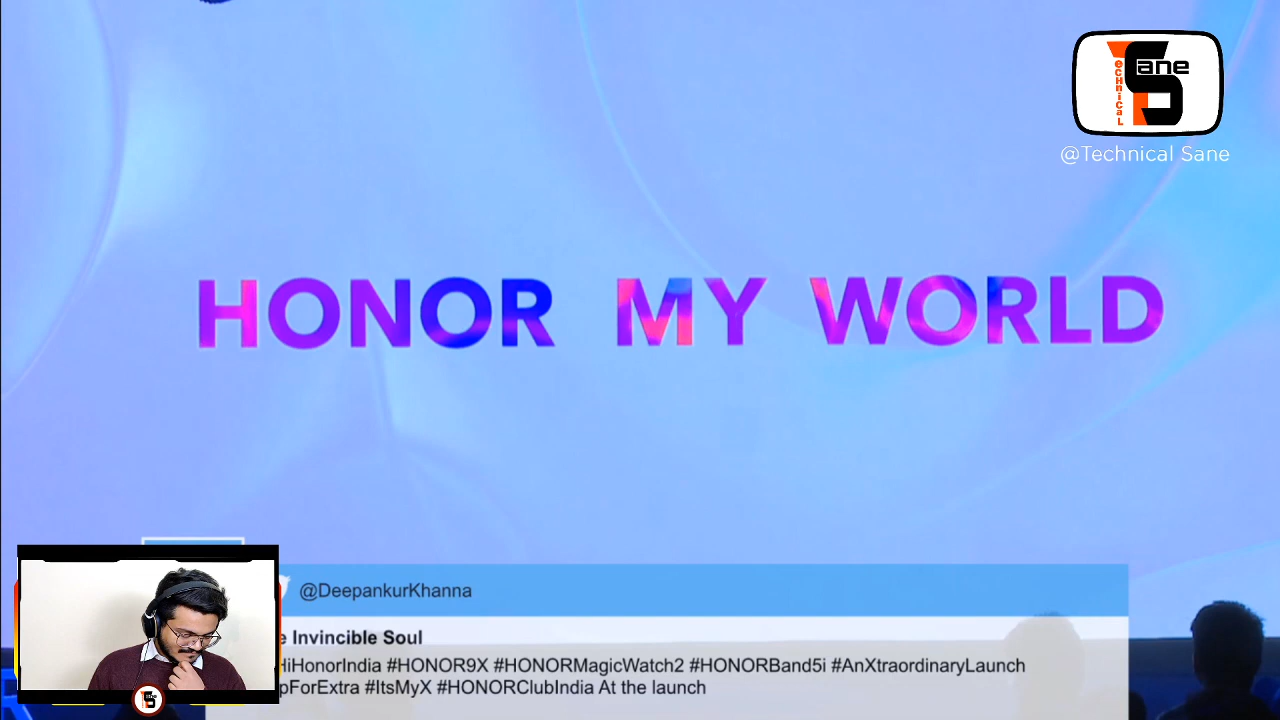 Technical
Sane
@Technical Sane
HONOR MY WORLD
@DeepankurKhanna
Invincible Soul
HiHonorIndia #HONOR9X #HONORMagicWatch2 #HONORBand5i #AnXtraordinaryLaunch
pForExtra #ItsMyX #HONORClubIndia At the launch